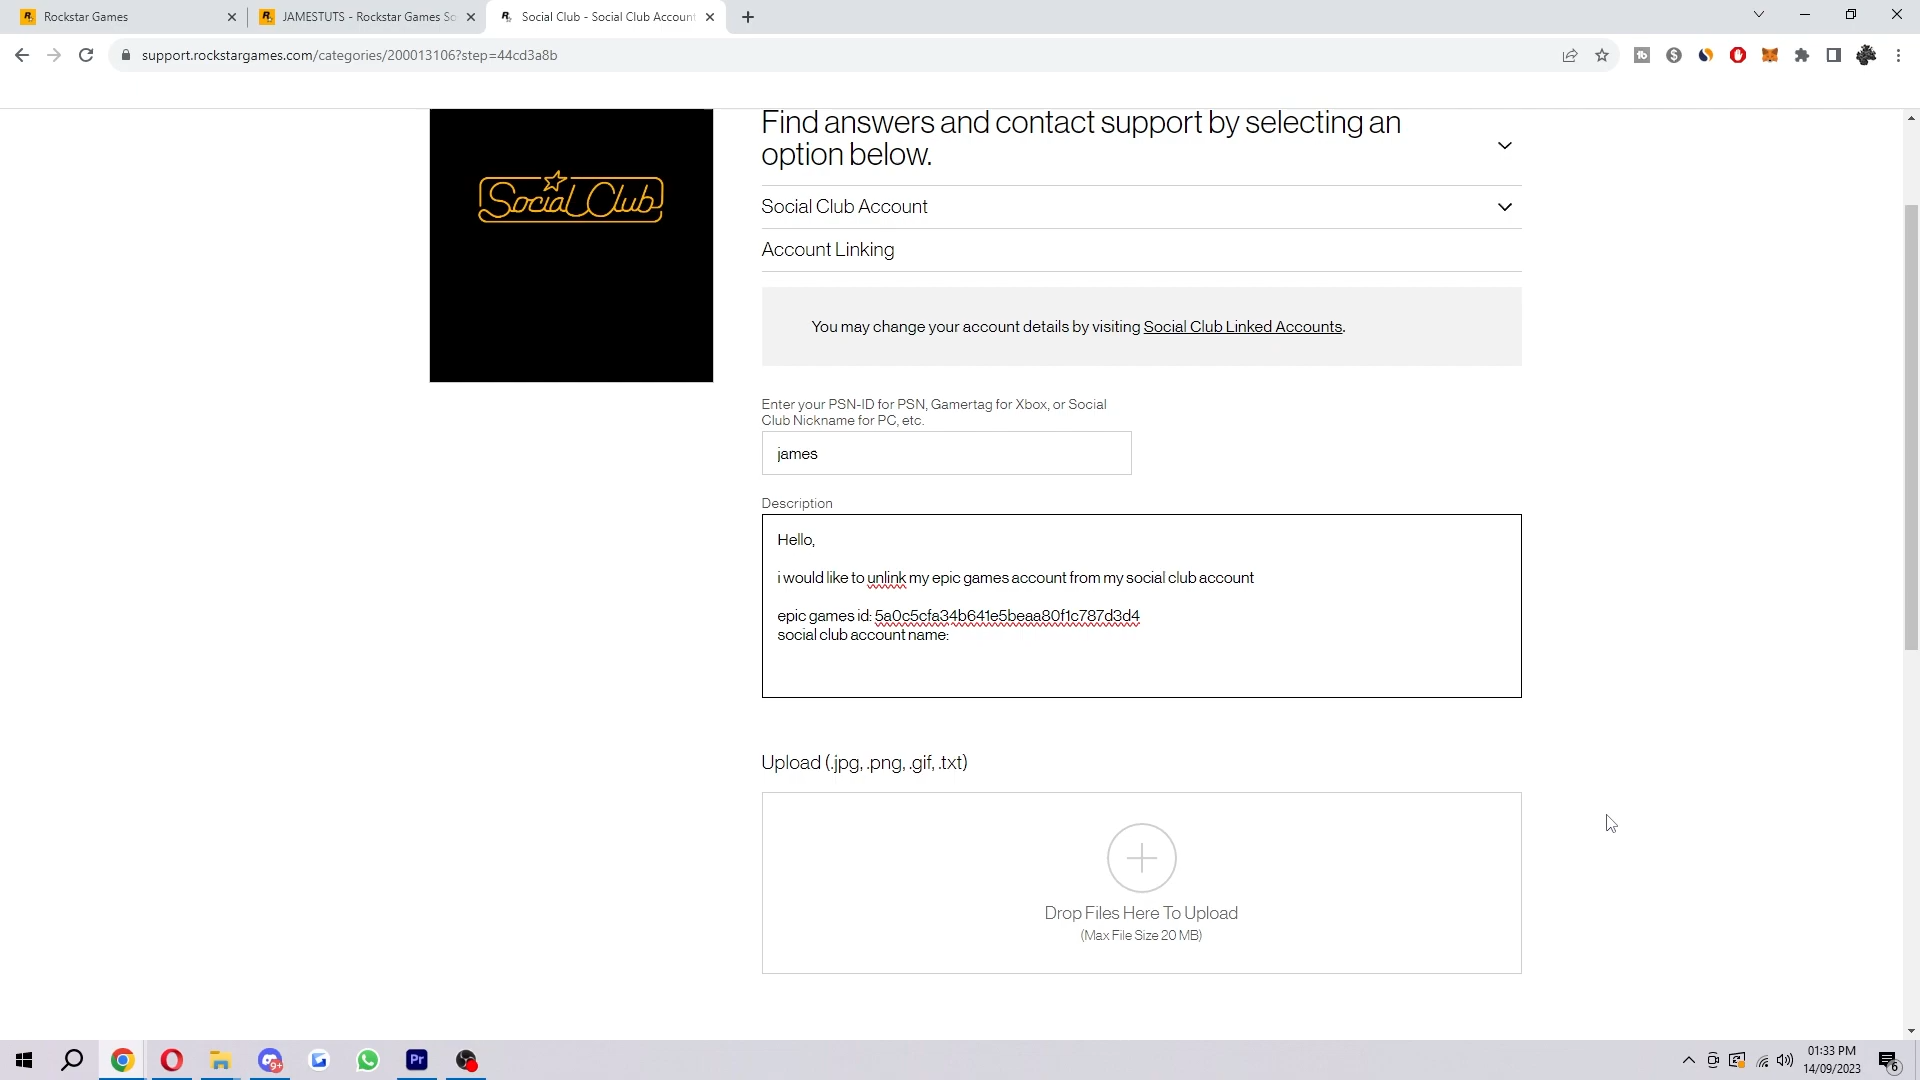 Rockstar Games
JAMESTUTS - Rockstar Games So
Social Club - Social Club Account
support.rockstargames.com/categories/200013106?step=44cd3a8b
Find answers and contact support by selecting an
option below.
Social Club
Social Club Account
Account Linking
You may change your account details by visiting Social Club Linked Accounts.
Enter your PSN-ID for PSN, Gamertag for Xbox, or Social
Club Nickname for PC, etc.
james
Description
Hello,
i would like to unlink my epic games account from my social club account
epic games id: 5a0c5cfa34b641e5beaa80f1c787d3d4
social club account name:
Upload (.jpg, .png, .gif, .txt)
Drop Files Here To Upload
(Max File Size 20 MB)
9+
Pr
01:33 PM
14/09/2023
6